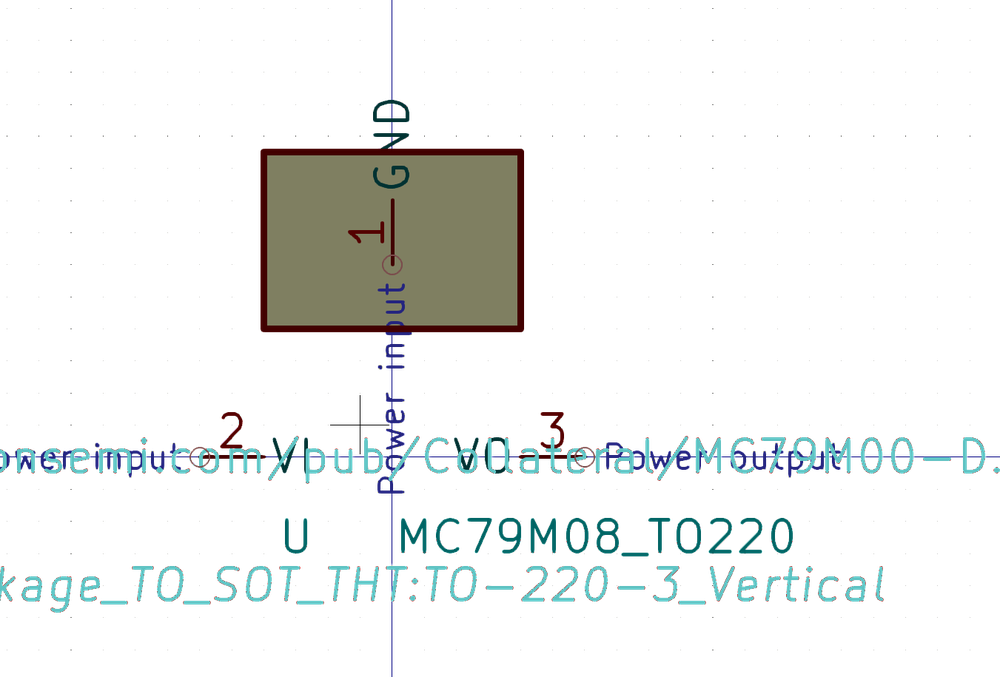 GND
1
Power input
2
3
ower input
VI
VO
Power output
onsemi.com/pub/Collateral/MC79M00-D.
U
MC79M08_TO220
kage_TO_SOT_THT:TO-220-3_Vertical